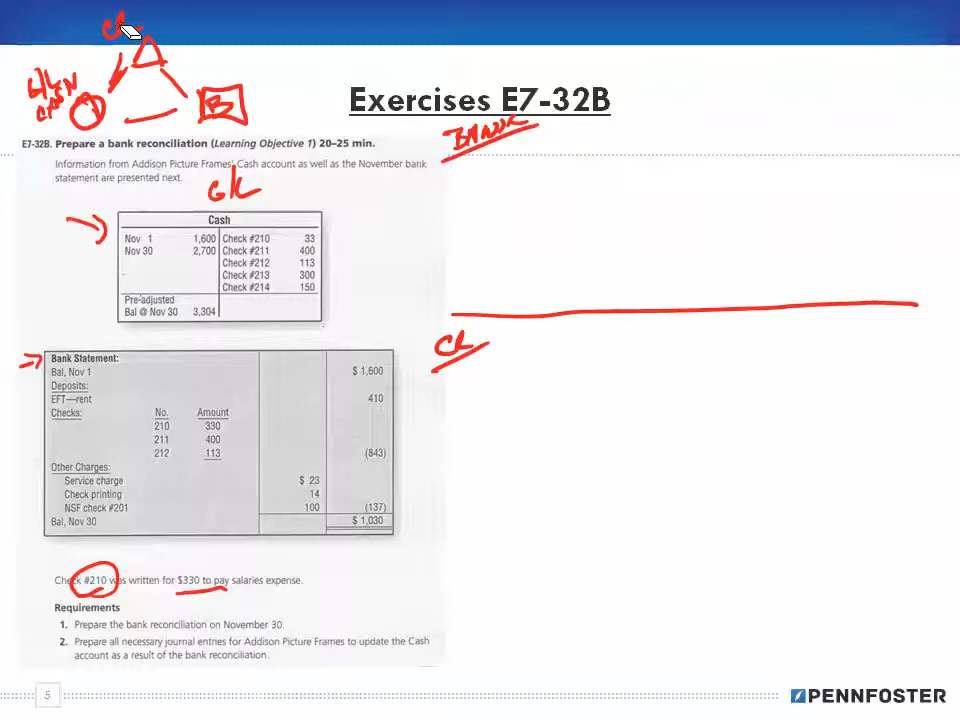 CR
G/L
CASH
B
Exercises E7-32B
BANK
E7-32B. Prepare a bank reconciliation (Learning Objective 1) 20–25 min.
Information from Addison Picture Frames' Cash account as well as the November bank
statement are presented next.
G/L
Cash
Nov 1 1,600 Check #210 33
Nov 30 2,700 Check #211 400
Check #212 113
Check #213 300
Check #214 150
Pre-adjusted
Bal @ Nov 30 3,304
CR
Bank Statement:
Bal, Nov 1 $ 1,600
Deposits:
EFT—rent 410
Checks: No. Amount
210 330
211 400
212 113 (843)
Other Charges:
Service charge $ 23
Check printing 14
NSF check #201 100 (137)
Bal, Nov 30 $ 1,030
Check #210 was written for $330 to pay salaries expense.
Requirements
1. Prepare the bank reconciliation on November 30.
2. Prepare all necessary journal entries for Addison Picture Frames to update the Cash
account as a result of the bank reconciliation.
5
PENNFOSTER